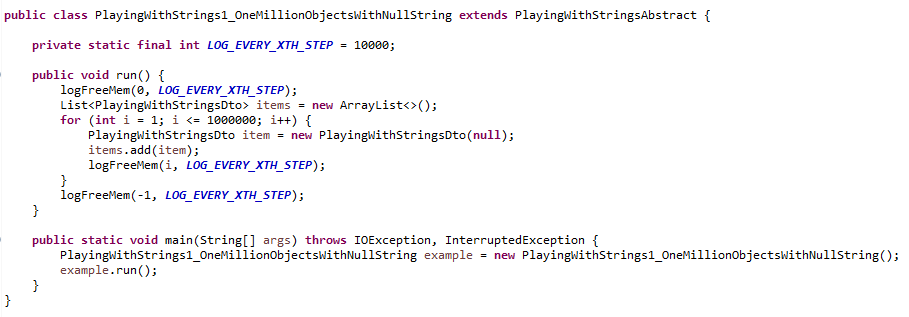 public class PlayingWithStrings1_OneMillionObjectsWithNullString extends PlayingWithStringsAbstract {
private static final int LOG_EVERY_XTH_STEP = 10000;
public void run() {
logFreeMem(0, LOG_EVERY_XTH_STEP);
List<PlayingWithStringsDto> items = new ArrayList<>();
for (int i = 1; i <= 1000000; i++) {
PlayingWithStringsDto item = new PlayingWithStringsDto(null);
items.add(item);
logFreeMem(i, LOG_EVERY_XTH_STEP);
}
logFreeMem(-1, LOG_EVERY_XTH_STEP);
}
public static void main(String[] args) throws IOException, InterruptedException {
PlayingWithStrings1_OneMillionObjectsWithNullString example = new PlayingWithStrings1_OneMillionObjectsWithNullString();
example.run();
}
}